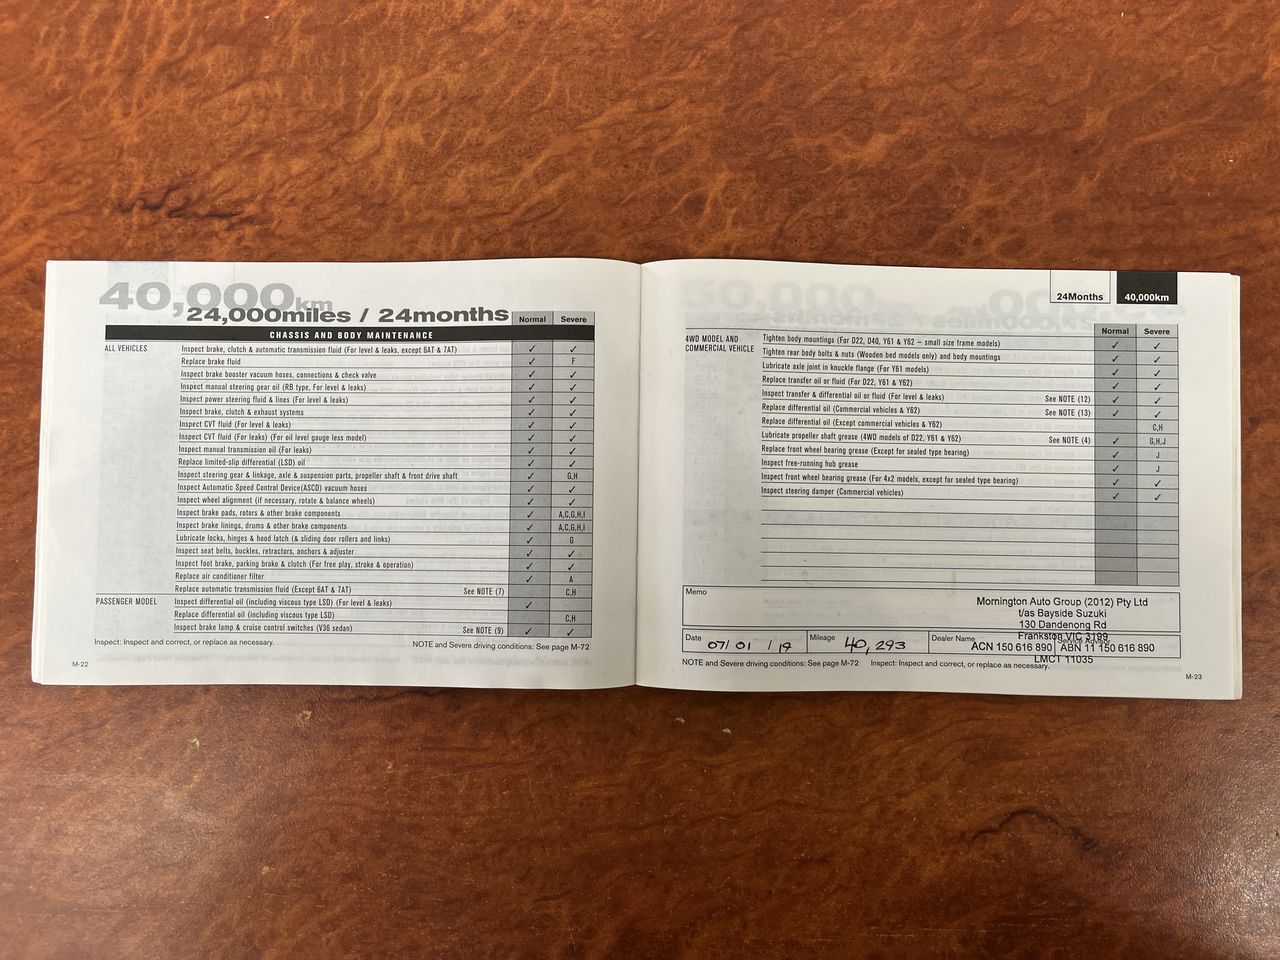 40,000km
24,000miles / 24months
Normal Severe
CHASSIS AND BODY MAINTENANCE
ALL VEHICLES Inspect brake, clutch & automatic transmission fluid (For level & leaks, except 6AT & 7AT) ✓ ✓
Replace brake fluid ✓ F
Inspect brake booster vacuum hoses, connections & check valve ✓ ✓
Inspect manual steering gear oil (RB type, For level & leaks) ✓ ✓
Inspect power steering fluid & lines (For level & leaks) ✓ ✓
Inspect brake, clutch & exhaust systems ✓ ✓
Inspect CVT fluid (For level & leaks) ✓ ✓
Inspect CVT fluid (For leaks) (For oil level gauge less model) ✓ ✓
Inspect manual transmission oil (For leaks) ✓ ✓
Replace limited-slip differential (LSD) oil ✓ ✓
Inspect steering gear & linkage, axle & suspension parts, propeller shaft & front drive shaft ✓ G,H
Inspect Automatic Speed Control Device(ASCD) vacuum hoses ✓ ✓
Inspect wheel alignment (if necessary, rotate & balance wheels) ✓ ✓
Inspect brake pads, rotors & other brake components ✓ A,C,G,H,I
Inspect brake linings, drums & other brake components ✓ A,C,G,H,I
Lubricate locks, hinges & hood latch (& sliding door rollers and links) ✓ G
Inspect seat belts, buckles, retractors, anchors & adjuster ✓ ✓
Inspect foot brake, parking brake & clutch (For free play, stroke & operation) ✓ ✓
Replace air conditioner filter ✓ A
Replace automatic transmission fluid (Except 6AT & 7AT) See NOTE (7) C,H
PASSENGER MODEL Inspect differential oil (including viscous type LSD) (For level & leaks) ✓
Replace differential oil (including viscous type LSD) C,H
Inspect brake lamp & cruise control switches (V36 sedan) See NOTE (9) ✓ ✓
Inspect: Inspect and correct, or replace as necessary. NOTE and Severe driving conditions: See page M-72
M-22
24Months 40,000km
Normal Severe
4WD MODEL AND COMMERCIAL VEHICLE Tighten body mountings (For D22, D40, Y61 & Y62 – small size frame models) ✓ ✓
Tighten rear body bolts & nuts (Wooden bed models only) and body mountings ✓ ✓
Lubricate axle joint in knuckle flange (For Y61 models) ✓ ✓
Replace transfer oil or fluid (For D22, Y61 & Y62) ✓ ✓
Inspect transfer & differential oil or fluid (For level & leaks) See NOTE (12) ✓ ✓
Replace differential oil (Commercial vehicles & Y62) See NOTE (13) ✓ ✓
Replace differential oil (Except commercial vehicles & Y62) C,H
Lubricate propeller shaft grease (4WD models of D22, Y61 & Y62) See NOTE (4) ✓ G,H,J
Replace front wheel bearing grease (Except for sealed type bearing) ✓ J
Inspect free-running hub grease ✓ J
Inspect front wheel bearing grease (For 4x2 models, except for sealed type bearing) ✓ ✓
Inspect steering damper (Commercial vehicles) ✓ ✓
Memo
Mornington Auto Group (2012) Pty Ltd
t/as Bayside Suzuki
130 Dandenong Rd
Frankston VIC 3199
ACN 150 616 890 ABN 11 150 616 890
LMCT 11035
Date 07/01/19 Mileage 40,293 Dealer Name Service Advisor
NOTE and Severe driving conditions: See page M-72 Inspect: Inspect and correct, or replace as necessary.
M-23